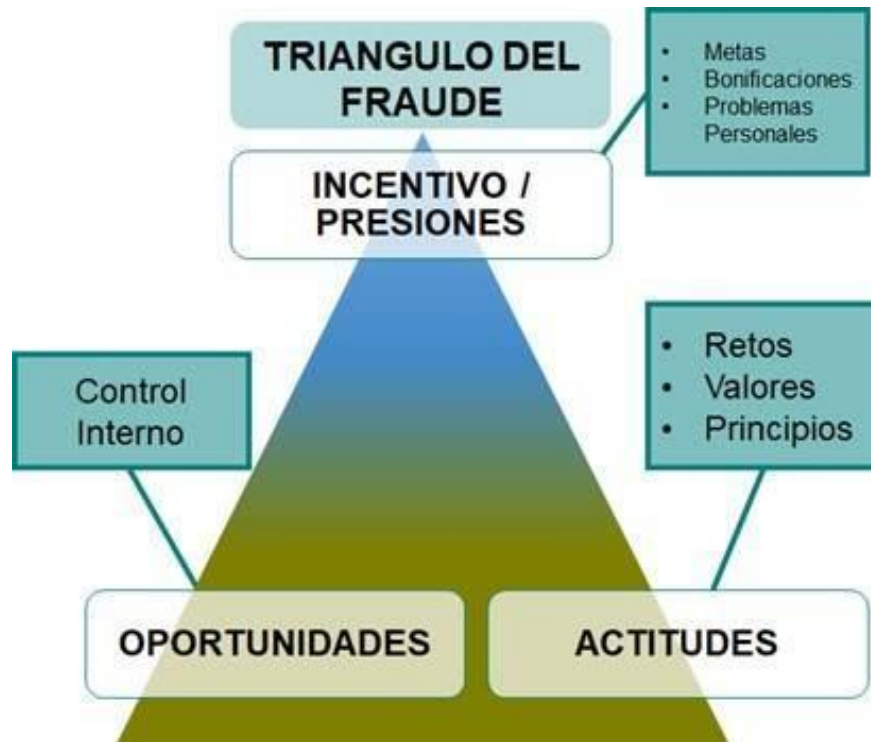 TRIANGULO DEL
FRAUDE
• Metas
• Bonificaciones
• Problemas
Personales
INCENTIVO /
PRESIONES
Control
Interno
• Retos
• Valores
• Principios
OPORTUNIDADES
ACTITUDES